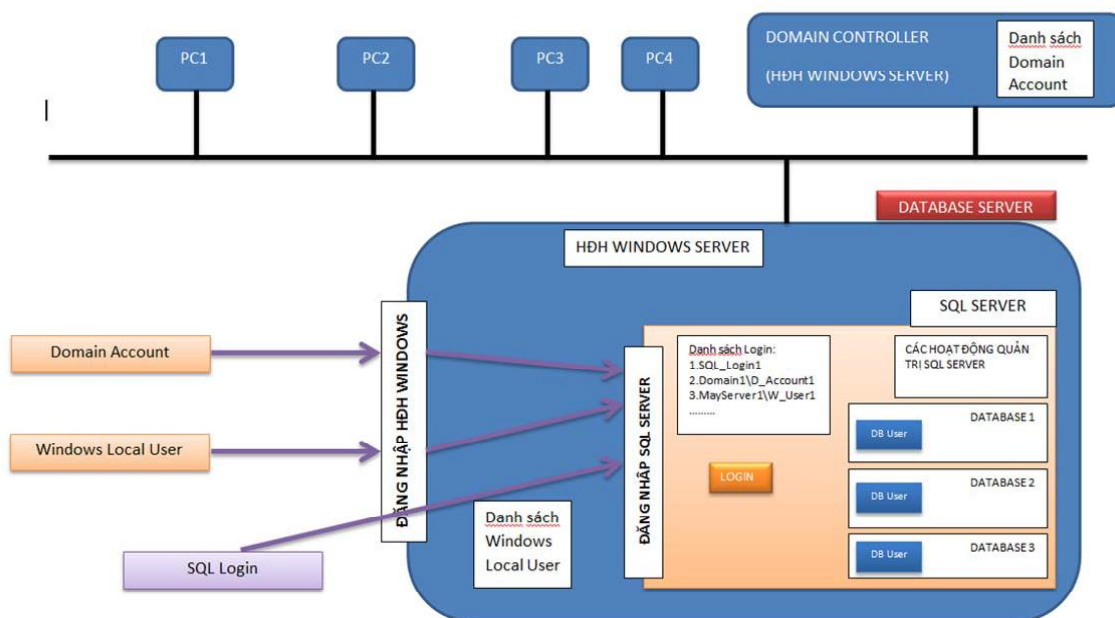 PC1
PC2
PC3
PC4
DOMAIN CONTROLLER
(HĐH WINDOWS SERVER)
Danh sách
Domain
Account
DATABASE SERVER
HĐH WINDOWS SERVER
SQL SERVER
ĐĂNG NHẬP HĐH WINDOWS
Domain Account
Windows Local User
SQL Login
Danh sách
Windows
Local User
ĐĂNG NHẬP SQL SERVER
Danh sách Login:
1.SQL_Login1
2.Domain1\D_Account1
3.MayServer1\W_User1
.........
LOGIN
CÁC HOẠT ĐỘNG QUẢN
TRỊ SQL SERVER
DATABASE 1
DB User
DATABASE 2
DB User
DATABASE 3
DB User